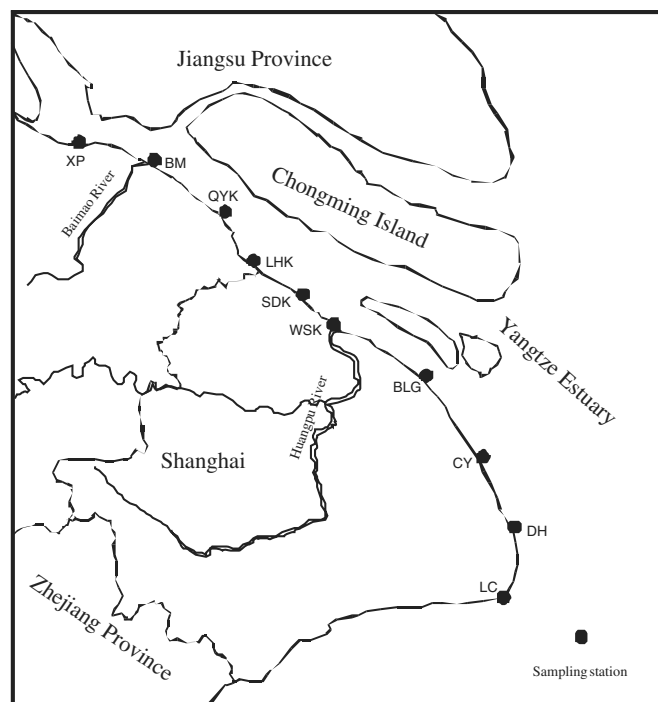 Jiangsu Province
XP
BM
Baimao River
QYK
Chongming Island
LHK
SDK
WSK
Yangtze Estuary
BLG
Huangpu River
Shanghai
CY
DH
LC
Zhejiang Province
Sampling station